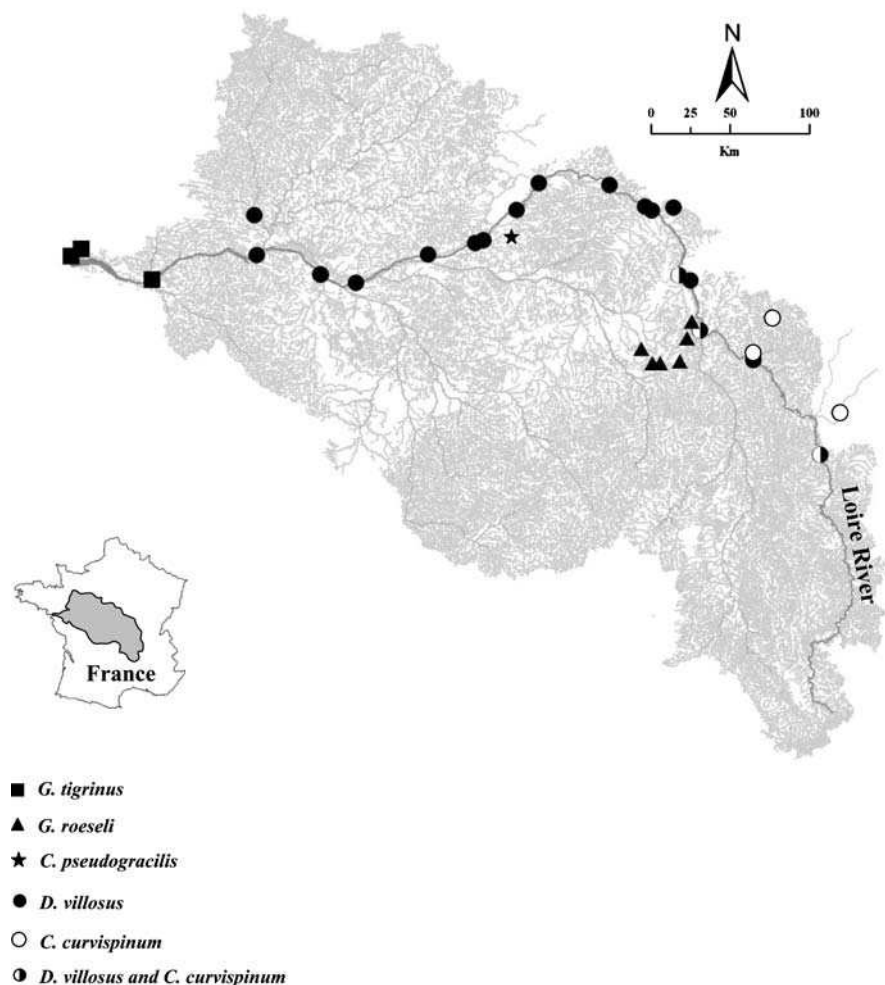 N
0 25 50 100
Km
Loire River
France
G. tigrinus
G. roeseli
C. pseudogracilis
D. villosus
C. curvispinum
D. villosus and C. curvispinum